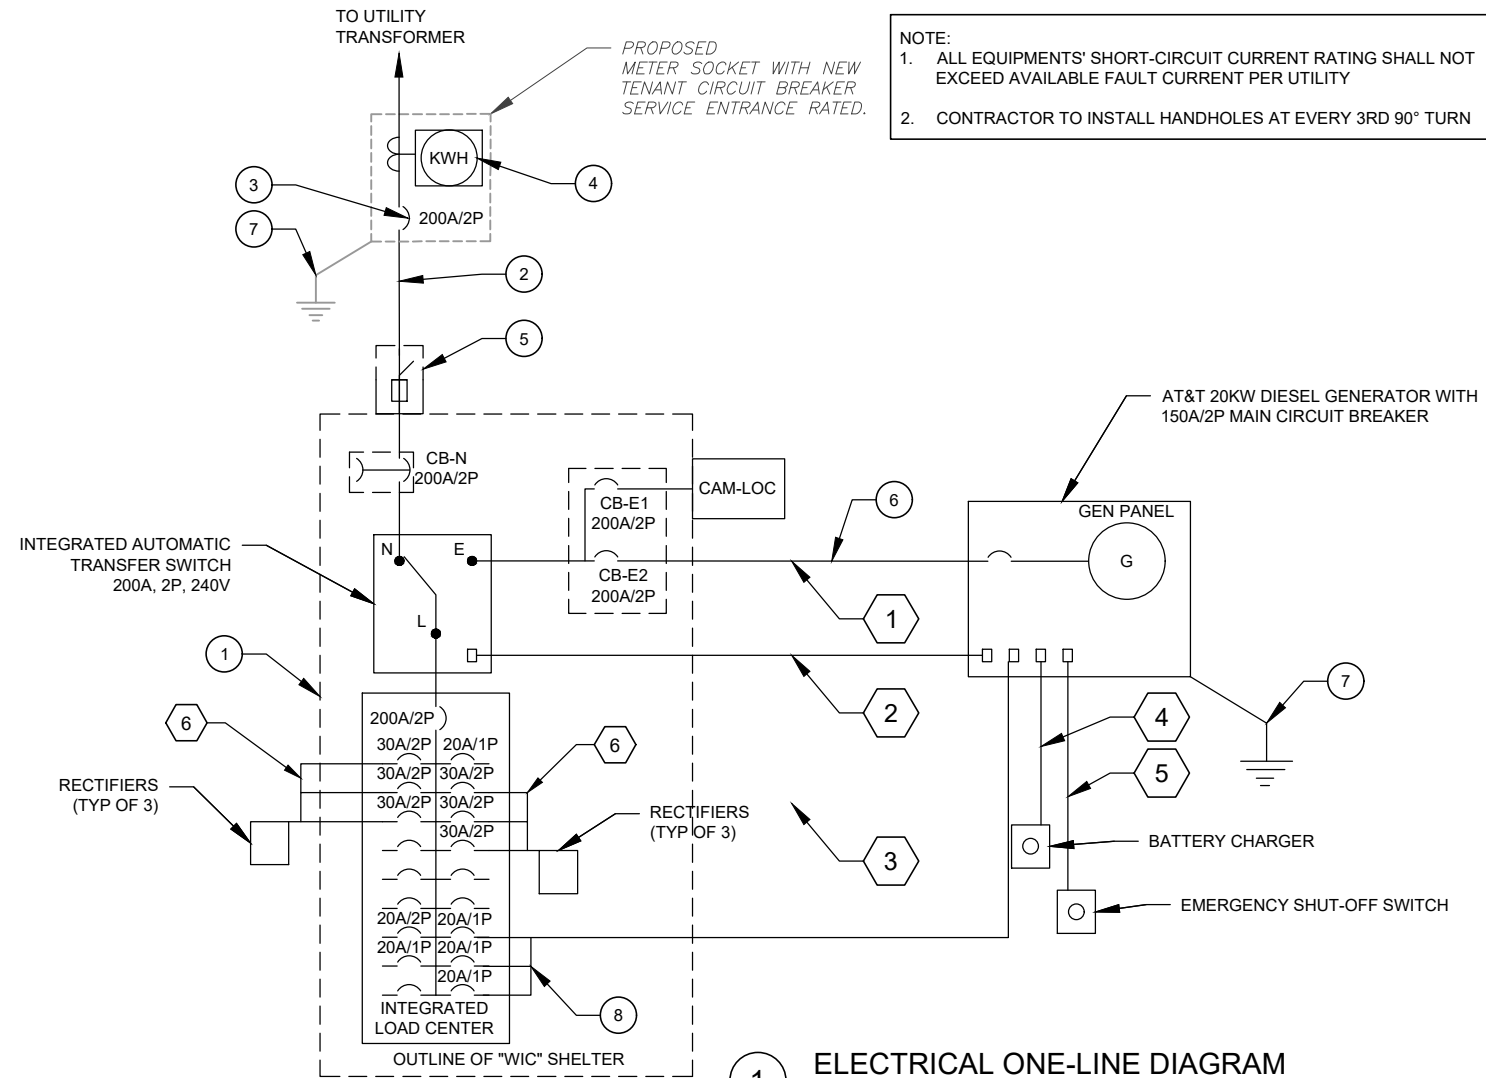 TO UTILITY
TRANSFORMER
PROPOSED
METER SOCKET WITH NEW
TENANT CIRCUIT BREAKER
SERVICE ENTRANCE RATED.
NOTE:
1. ALL EQUIPMENTS' SHORT-CIRCUIT CURRENT RATING SHALL NOT
EXCEED AVAILABLE FAULT CURRENT PER UTILITY
2. CONTRACTOR TO INSTALL HANDHOLES AT EVERY 3RD 90° TURN
KWH
3
4
200A/2P
7
2
5
AT&T 20KW DIESEL GENERATOR WITH
150A/2P MAIN CIRCUIT BREAKER
CB-N
200A/2P
CAM-LOC
CB-E1
200A/2P
6
GEN PANEL
INTEGRATED AUTOMATIC
TRANSFER SWITCH
200A, 2P, 240V
N
E
G
CB-E2
200A/2P
1
L
1
2
7
4
5
6
200A/2P
30A/2P 20A/1P
30A/2P 30A/2P
30A/2P 30A/2P
30A/2P
6
RECTIFIERS
(TYP OF 3)
RECTIFIERS
(TYP OF 3)
3
BATTERY CHARGER
EMERGENCY SHUT-OFF SWITCH
20A/2P 20A/1P
20A/1P 20A/1P
20A/1P
8
INTEGRATED
LOAD CENTER
OUTLINE OF "WIC" SHELTER
1
ELECTRICAL ONE-LINE DIAGRAM